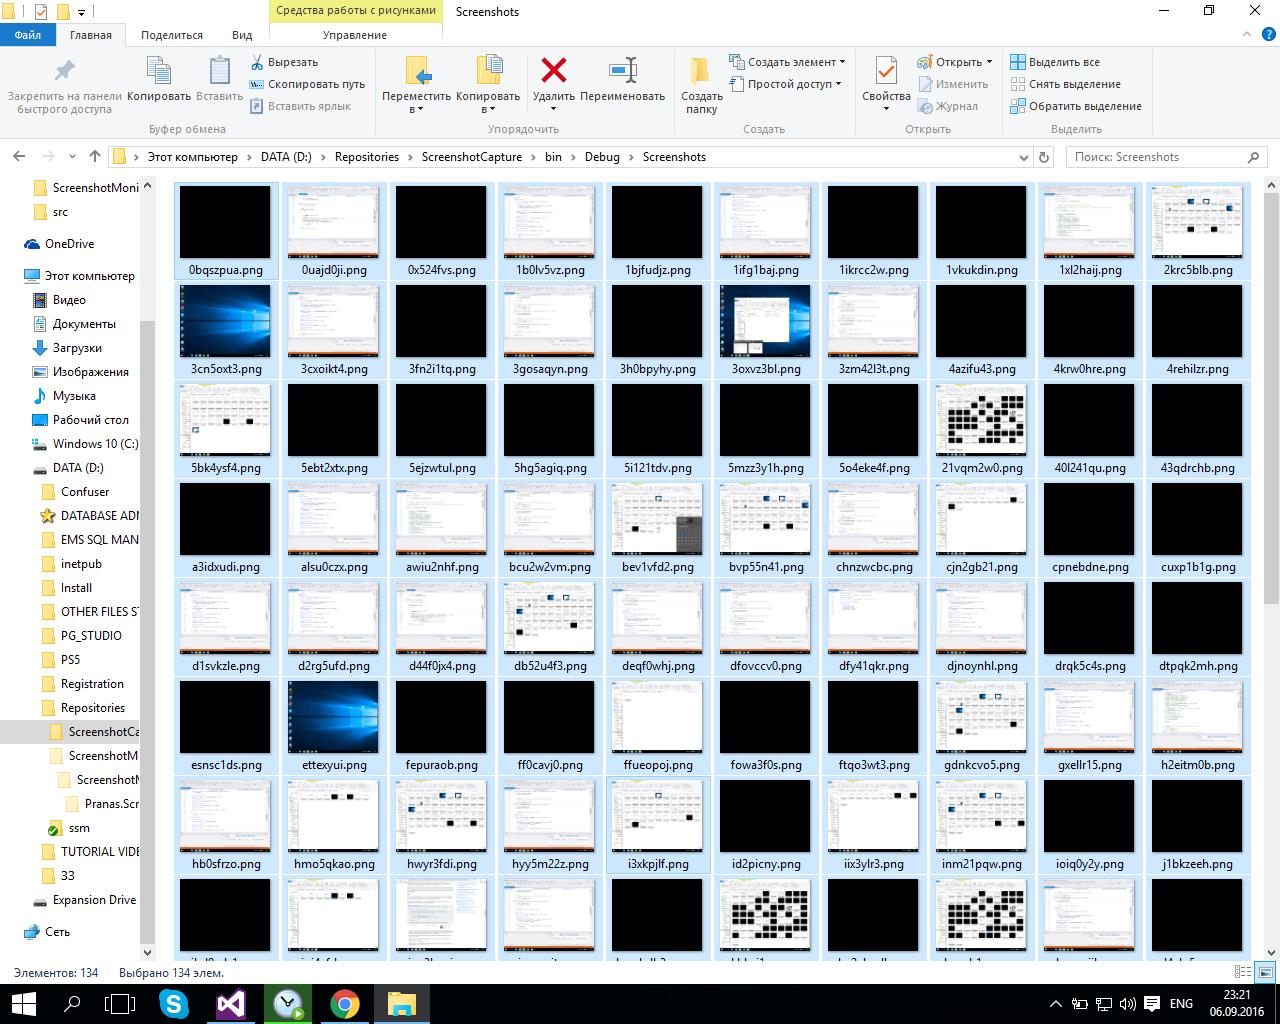 Средства работы с рисунками
Screenshots
Файл
Главная
Поделиться
Вид
Управление
Закрепить на панели быстрого доступа
Копировать
Вставить
Вырезать
Скопировать путь
Вставить ярлык
Буфер обмена
Переместить в
Копировать в
Удалить
Переименовать
Упорядочить
Создать папку
Создать элемент
Простой доступ
Создать
Свойства
Открыть
Изменить
Журнал
Открыть
Выделить все
Снять выделение
Обратить выделение
Выделить
Этот компьютер > DATA (D:) > Repositories > ScreenshotCapture > bin > Debug > Screenshots
Поиск: Screenshots
ScreenshotMoni
src
OneDrive
Этот компьютер
Видео
Документы
Загрузки
Изображения
Музыка
Рабочий стол
Windows 10 (C:)
DATA (D:)
Confuser
DATABASE ADM
EMS SQL MAN
inetpub
Install
OTHER FILES ST
PG_STUDIO
PS5
Registration
Repositories
ScreenshotCa
ScreenshotM
ScreenshotM
Pranas.Scr
ssm
TUTORIAL VIDE
33
Expansion Drive
Сеть
0bqszpua.png 0uajd0ji.png 0x524fvs.png 1b0lv5vz.png 1bjfudjz.png 1ifg1baj.png 1ikrcc2w.png 1vkukdin.png 1xl2haij.png 2krc5blb.png
3cn5oxt3.png 3cxoikt4.png 3fn2i1tq.png 3gosaqyn.png 3h0bpyhy.png 3oxvz3bl.png 3zm42l3t.png 4azifu43.png 4krw0hre.png 4rehilzr.png
5bk4ysf4.png 5ebt2xtx.png 5ejzwtul.png 5hg5agiq.png 5i121tdv.png 5mzz3y1h.png 5o4eke4f.png 21vqm2w0.png 40l241qu.png 43qdrchb.png
a3idxudi.png alsu0czx.png awiu2nhf.png bcu2w2vm.png bev1vfd2.png bvp55n41.png chnzwcbc.png cjn2gb21.png cpnebdne.png cuxp1b1g.png
d1svkzle.png d2rg5ufd.png d44f0jx4.png db52u4f3.png deqf0whj.png dfovccv0.png dfy41qkr.png djnoynhl.png drqk5c4s.png dtpqk2mh.png
esnsc1ds.png ettexyui.png fepuraob.png ff0cavj0.png ffueopoj.png fowa3f0s.png ftqo3wt3.png gdnkcvo5.png gxellr15.png h2eitm0b.png
hb0sfrzo.png hmo5qkao.png hwyr3fdi.png hyy5m22z.png i3xkpjlf.png id2picny.png iix3ylr3.png inm21pqw.png ioiq0y2y.png j1bkzeeh.png
Элементов: 134
Выбрано 134 элем.
ENG
23:21
06.09.2016